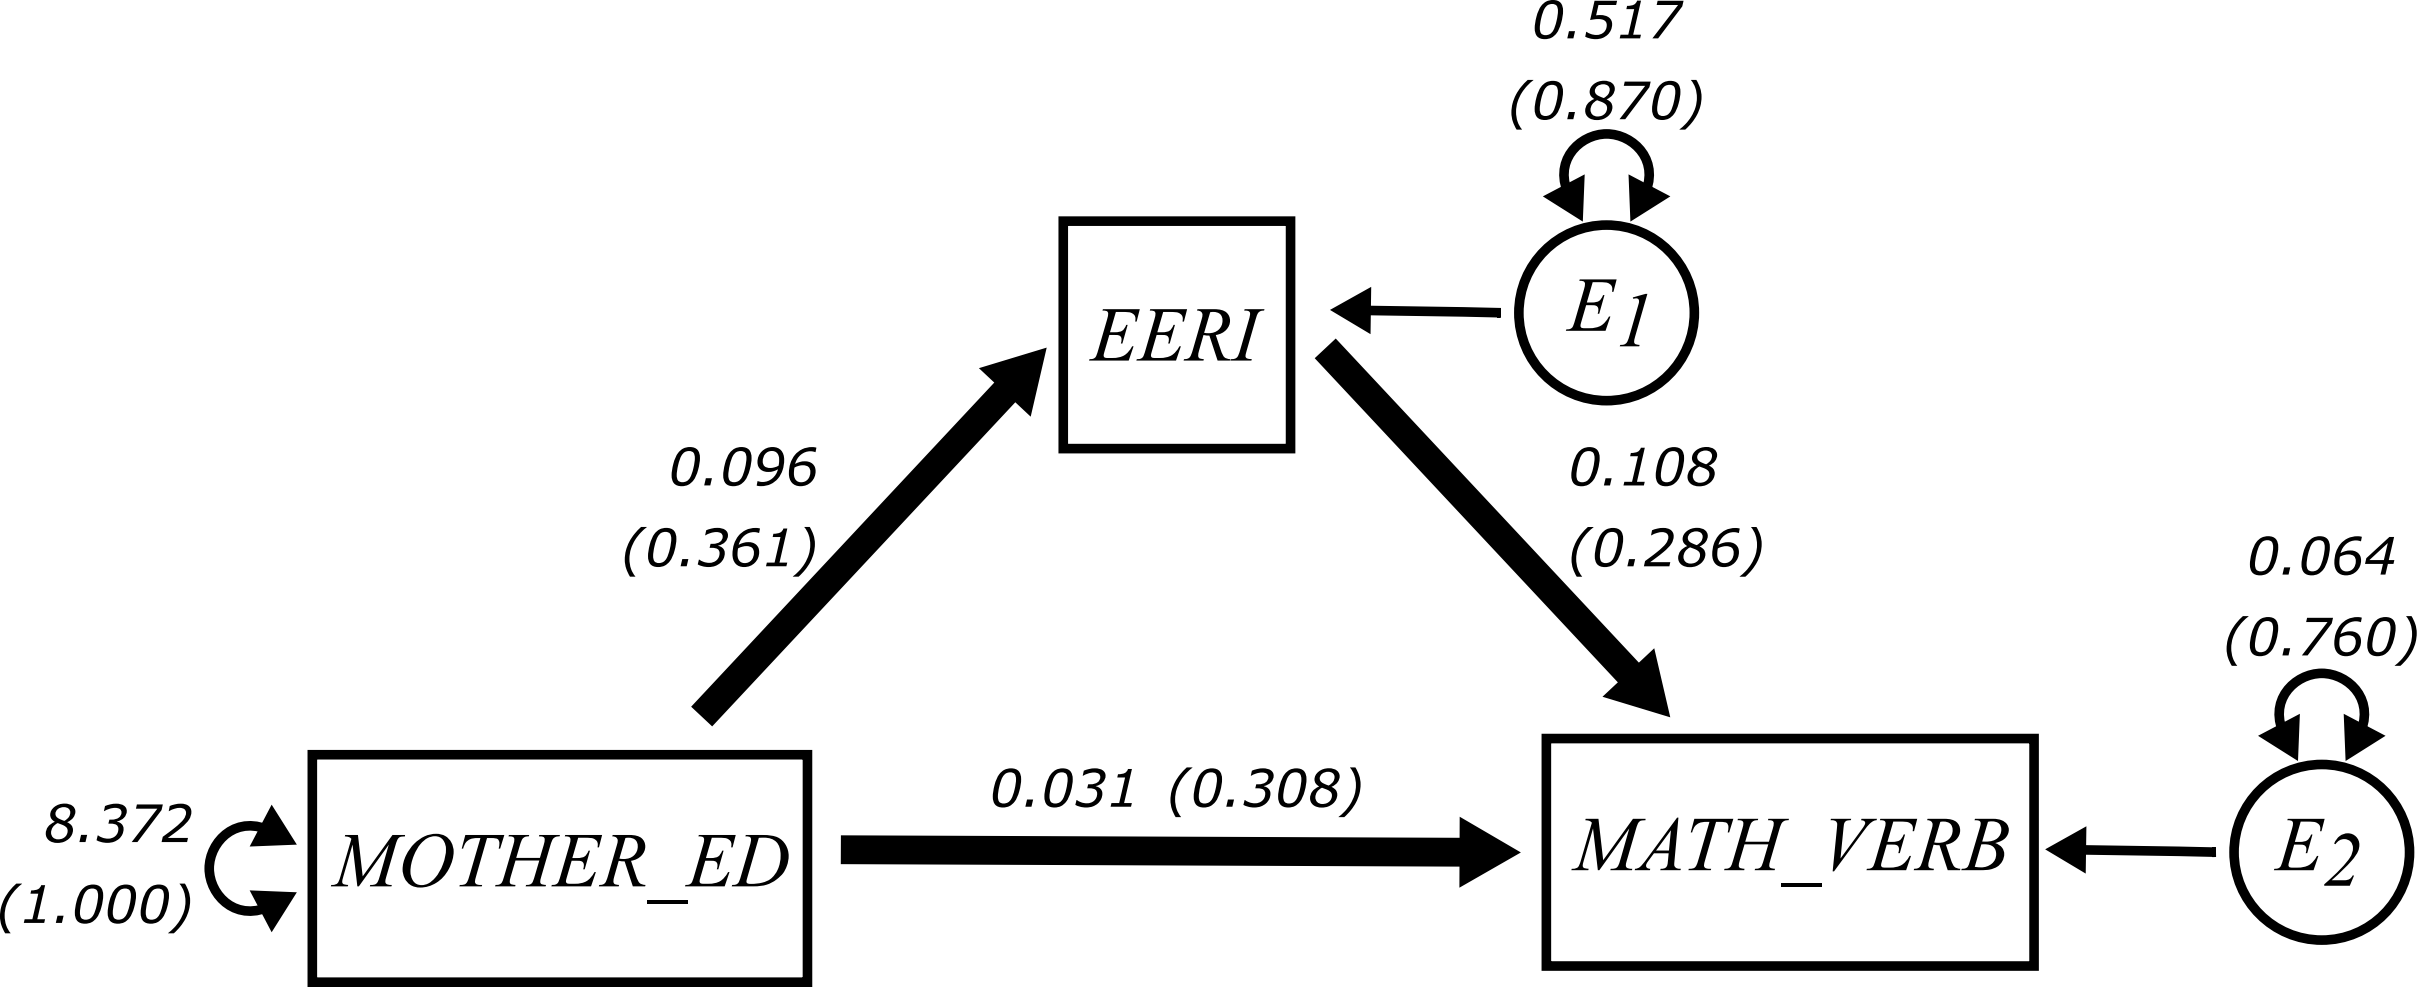 0.517
(0.870)
EERI
E1
0.096
(0.361)
0.108
(0.286)
0.064
(0.760)
0.031 (0.308)
8.372
(1.000)
MOTHER_ED
MATH_VERB
E2